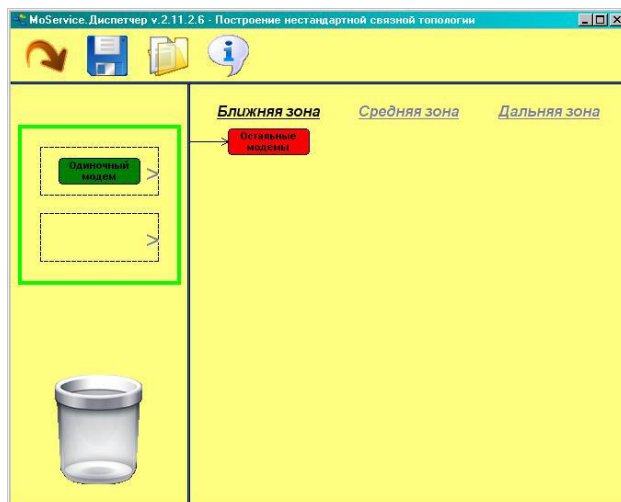 MoService.Диспетчер v.2.11.2.6 - Построение нестандартной связной топологии
Ближняя зона Средняя зона Дальняя зона
Остальные
модемы
Одиночный
модем
>
>